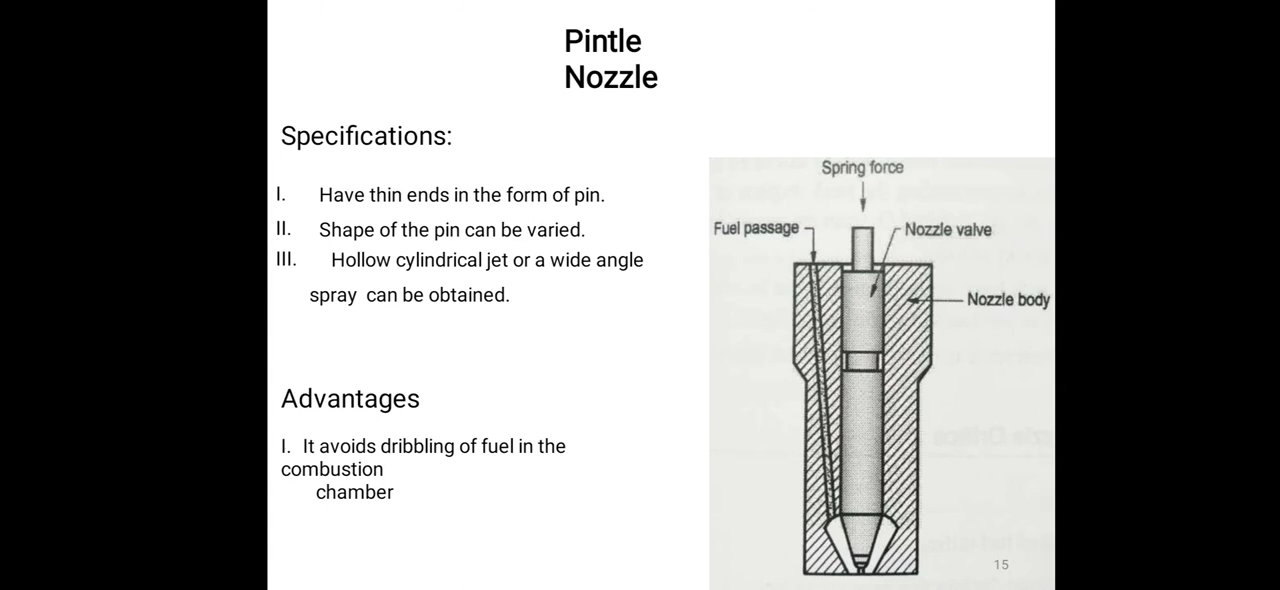 Pintle
Nozzle
Specifications:
I. Have thin ends in the form of pin.
II. Shape of the pin can be varied.
III. Hollow cylindrical jet or a wide angle
spray can be obtained.
Advantages
I. It avoids dribbling of fuel in the
combustion
chamber
Spring force
Fuel passage
Nozzle valve
Nozzle body
15